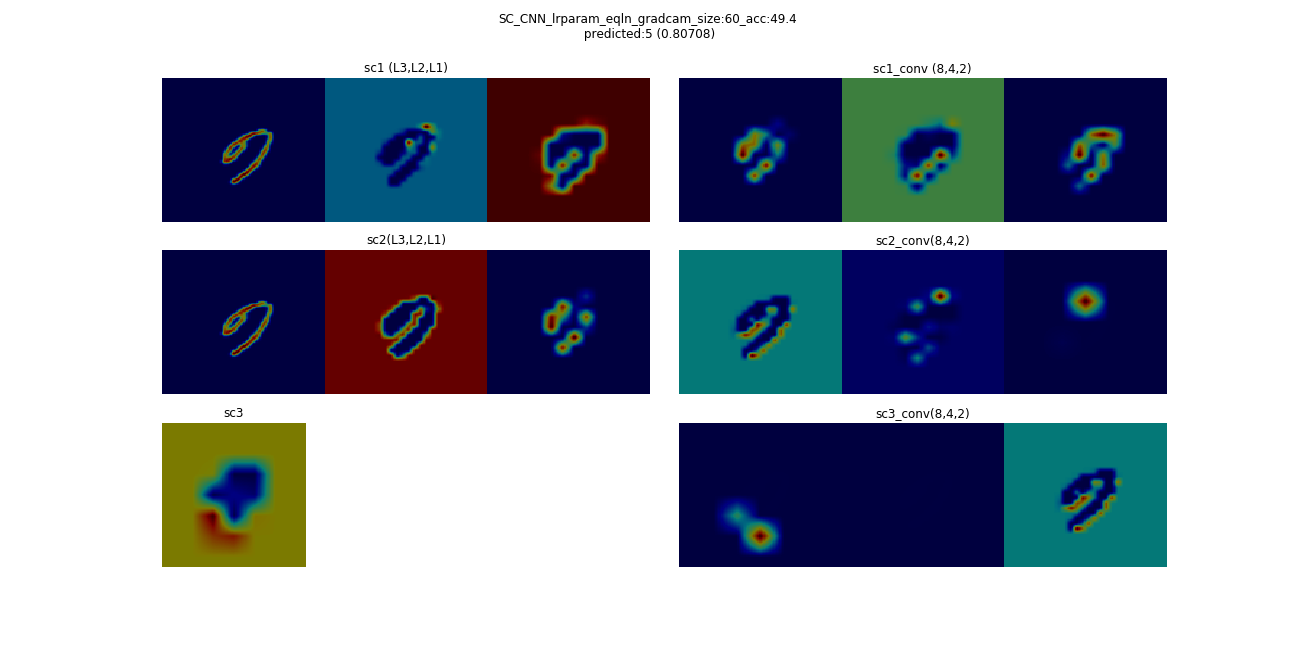 SC_CNN_lrparam_eqln_gradcam_size:60_acc:49.4
predicted:5 (0.80708)
sc1 (L3,L2,L1)
sc1_conv (8,4,2)
sc2(L3,L2,L1)
sc2_conv(8,4,2)
sc3
sc3_conv(8,4,2)